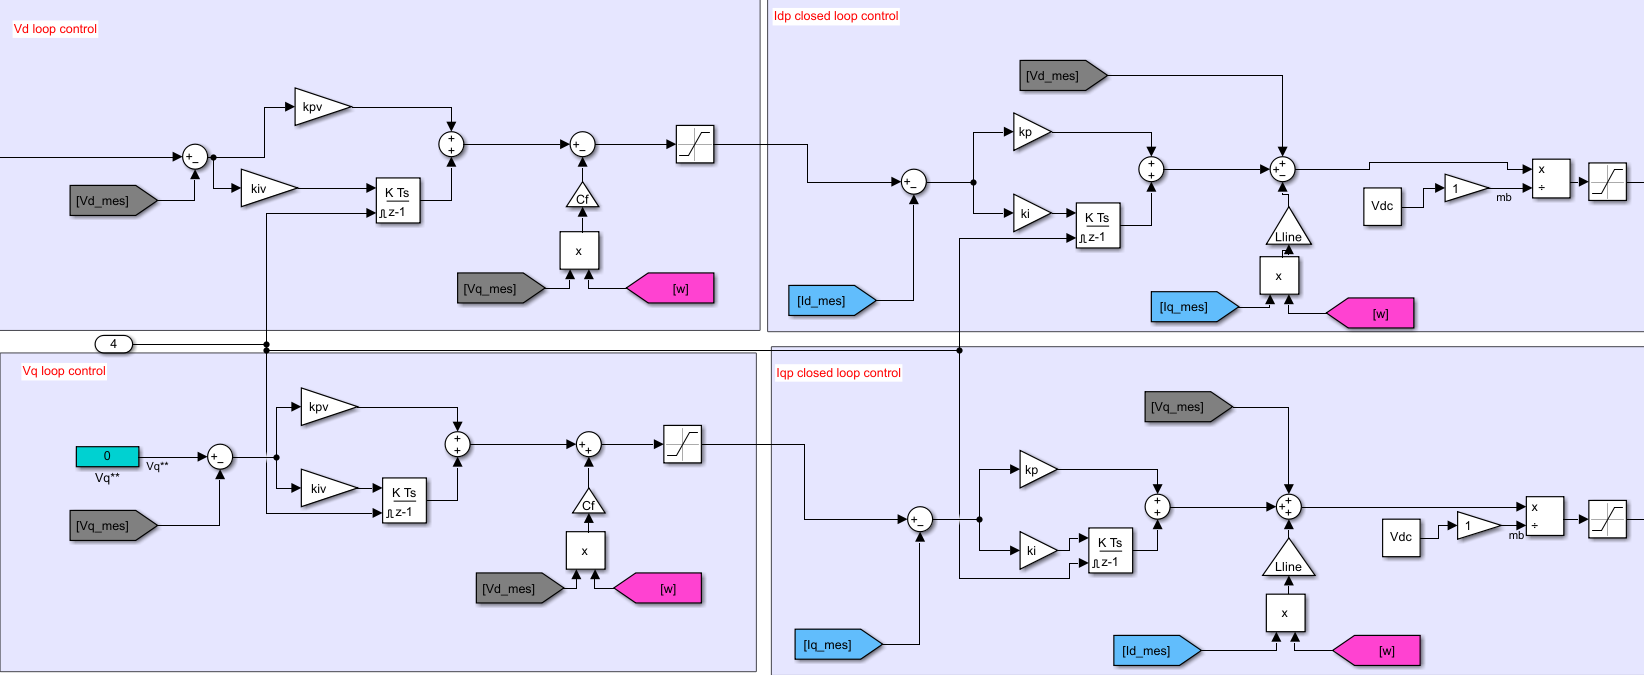 Vd loop control
kpv
+
−
+
+
+
−
[Vd_mes]
kiv
K Ts
z-1
Cf
x
[Vq_mes]
[w]
Idp closed loop control
[Vd_mes]
kp
+
−
+
+
+
+
−
ki
K Ts
z-1
x
÷
Vdc
1
mb
Lline
x
[Id_mes]
[Iq_mes]
[w]
4
Vq loop control
kpv
0
Vq**
Vq**
+
−
+
+
+
+
kiv
K Ts
z-1
[Vq_mes]
Cf
x
[Vd_mes]
[w]
Iqp closed loop control
[Vq_mes]
kp
+
−
+
+
+
+
+
x
÷
Vdc
1
mb
ki
K Ts
z-1
Lline
x
[Iq_mes]
[Id_mes]
[w]